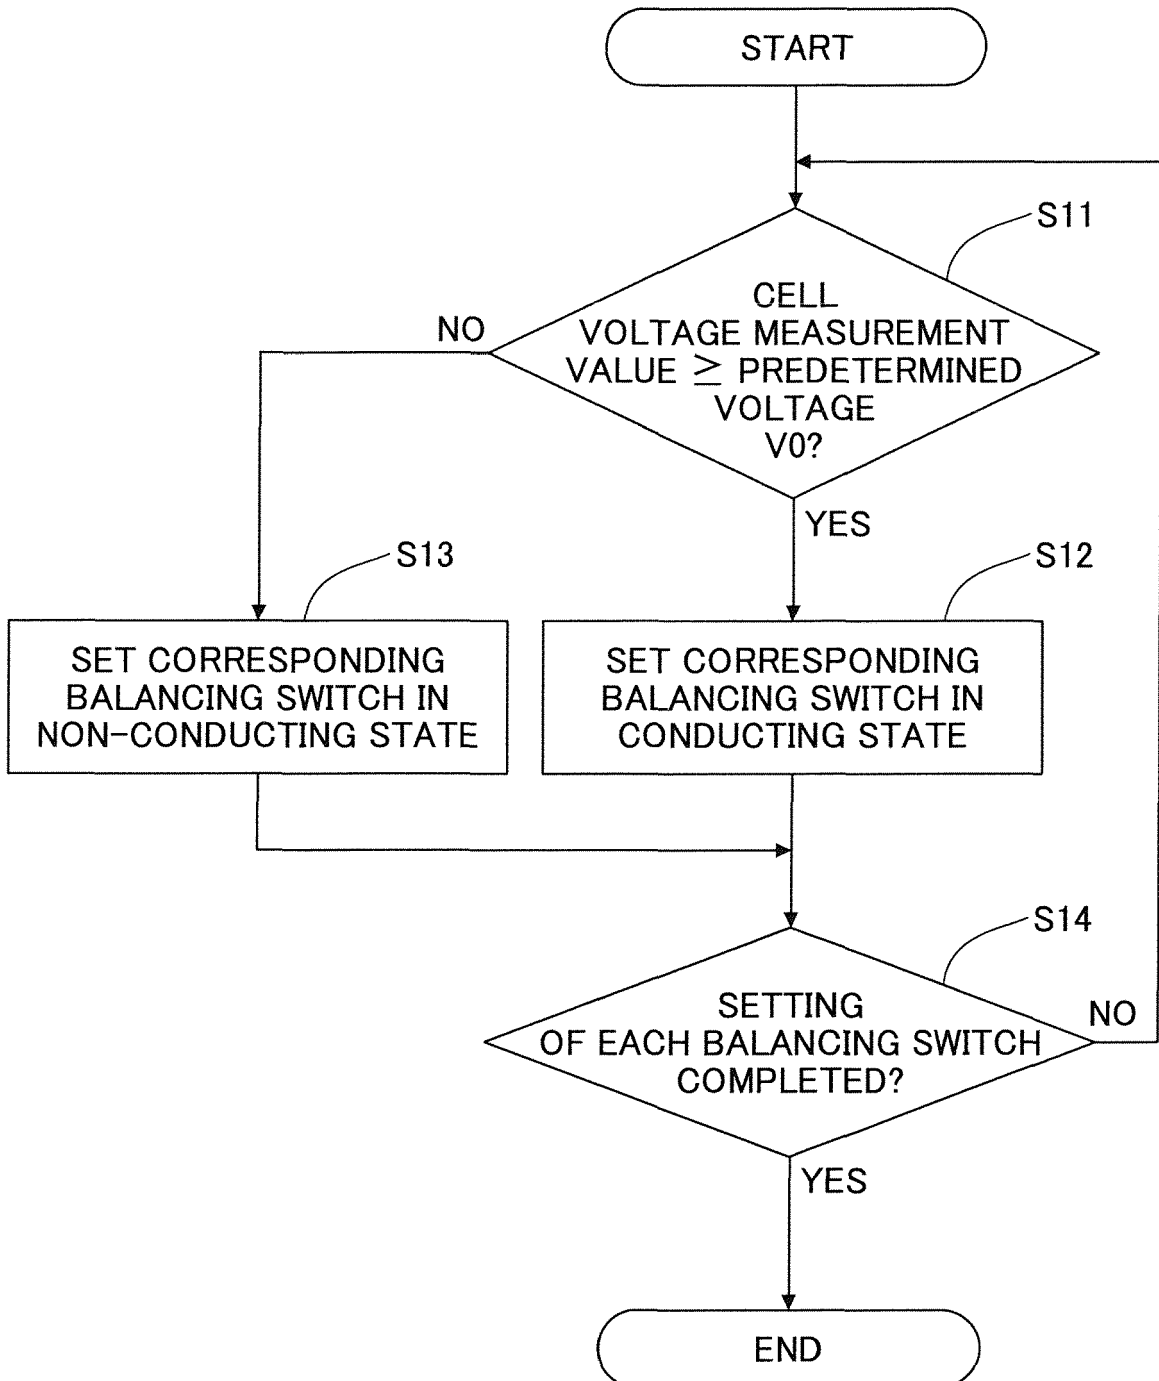 START
S11
CELL
VOLTAGE MEASUREMENT
VALUE ≥ PREDETERMINED
VOLTAGE
V0?
NO
YES
S13
S12
SET CORRESPONDING
BALANCING SWITCH IN
NON-CONDUCTING STATE
SET CORRESPONDING
BALANCING SWITCH IN
CONDUCTING STATE
S14
SETTING
OF EACH BALANCING SWITCH
COMPLETED?
NO
YES
END